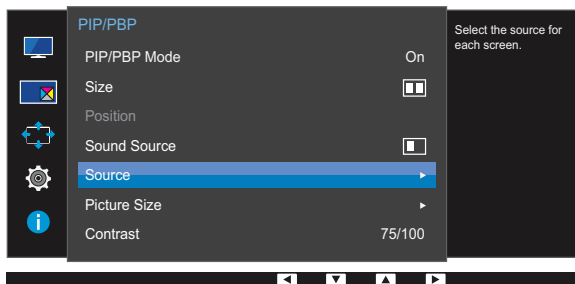 PIP/PBP
PIP/PBP Mode On
Size
Position
Sound Source
Source
Picture Size
Contrast 75/100
Select the source for
each screen.